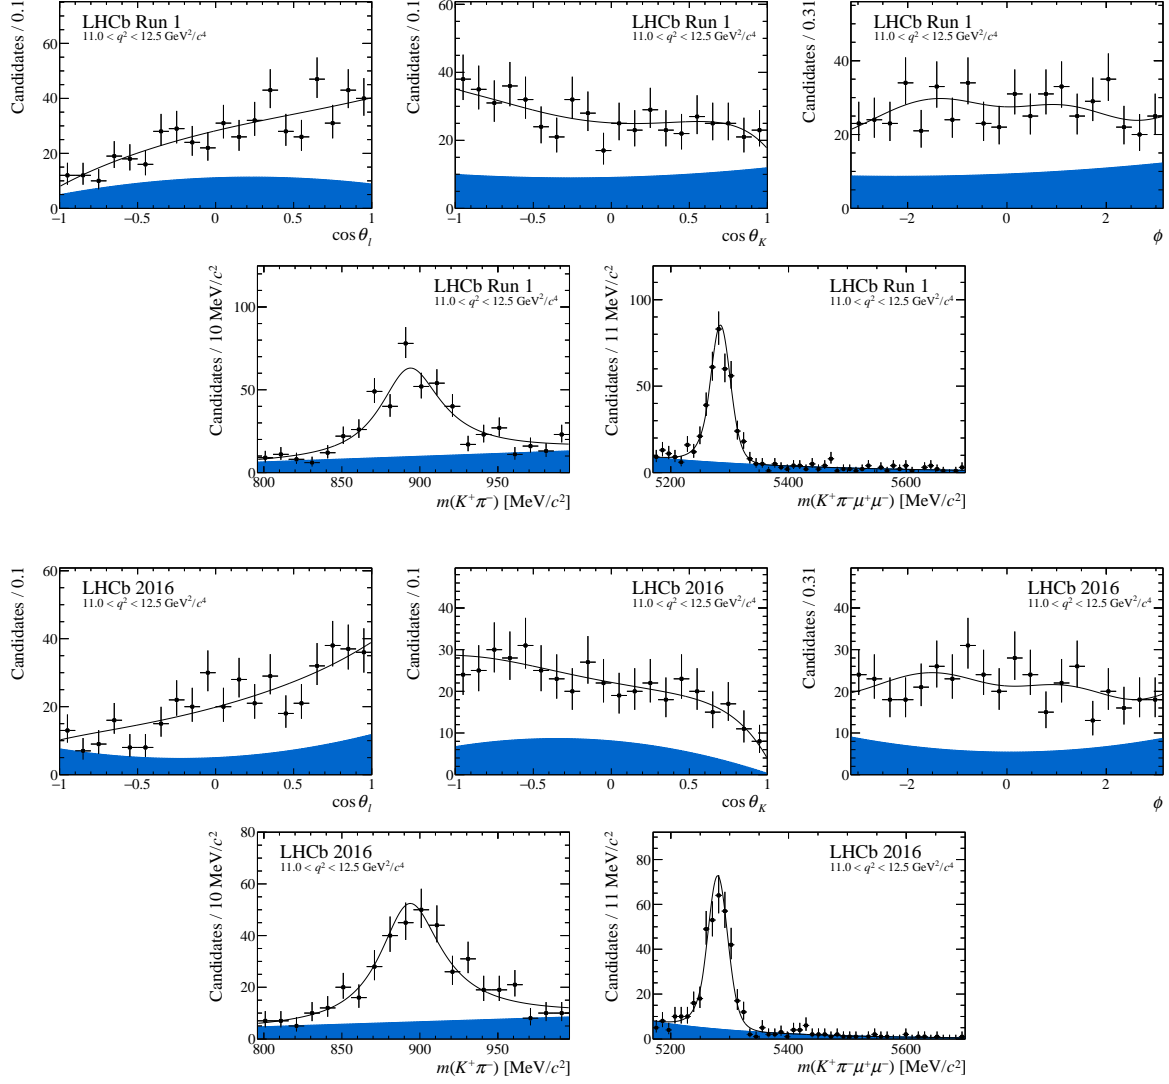 LHCb Run 1
11.0 < q² < 12.5 GeV²/c⁴
Candidates / 0.1
0
20
40
60
−1
−0.5
0
0.5
1
cos θ_l
LHCb Run 1
11.0 < q² < 12.5 GeV²/c⁴
Candidates / 0.1
0
20
40
60
−1
−0.5
0
0.5
1
cos θ_K
LHCb Run 1
11.0 < q² < 12.5 GeV²/c⁴
Candidates / 0.31
0
20
40
−2
0
2
ϕ
LHCb Run 1
11.0 < q² < 12.5 GeV²/c⁴
Candidates / 10 MeV/c²
0
50
100
800
850
900
950
m(K⁺π⁻) [MeV/c²]
LHCb Run 1
11.0 < q² < 12.5 GeV²/c⁴
Candidates / 11 MeV/c²
0
50
100
5200
5400
5600
m(K⁺π⁻μ⁺μ⁻) [MeV/c²]
LHCb 2016
11.0 < q² < 12.5 GeV²/c⁴
Candidates / 0.1
0
20
40
60
−1
−0.5
0
0.5
1
cos θ_l
LHCb 2016
11.0 < q² < 12.5 GeV²/c⁴
Candidates / 0.1
0
10
20
30
40
−1
−0.5
0
0.5
1
cos θ_K
LHCb 2016
11.0 < q² < 12.5 GeV²/c⁴
Candidates / 0.31
0
10
20
30
40
−2
0
2
ϕ
LHCb 2016
11.0 < q² < 12.5 GeV²/c⁴
Candidates / 10 MeV/c²
0
20
40
60
80
800
850
900
950
m(K⁺π⁻) [MeV/c²]
LHCb 2016
11.0 < q² < 12.5 GeV²/c⁴
Candidates / 11 MeV/c²
0
20
40
60
80
5200
5400
5600
m(K⁺π⁻μ⁺μ⁻) [MeV/c²]